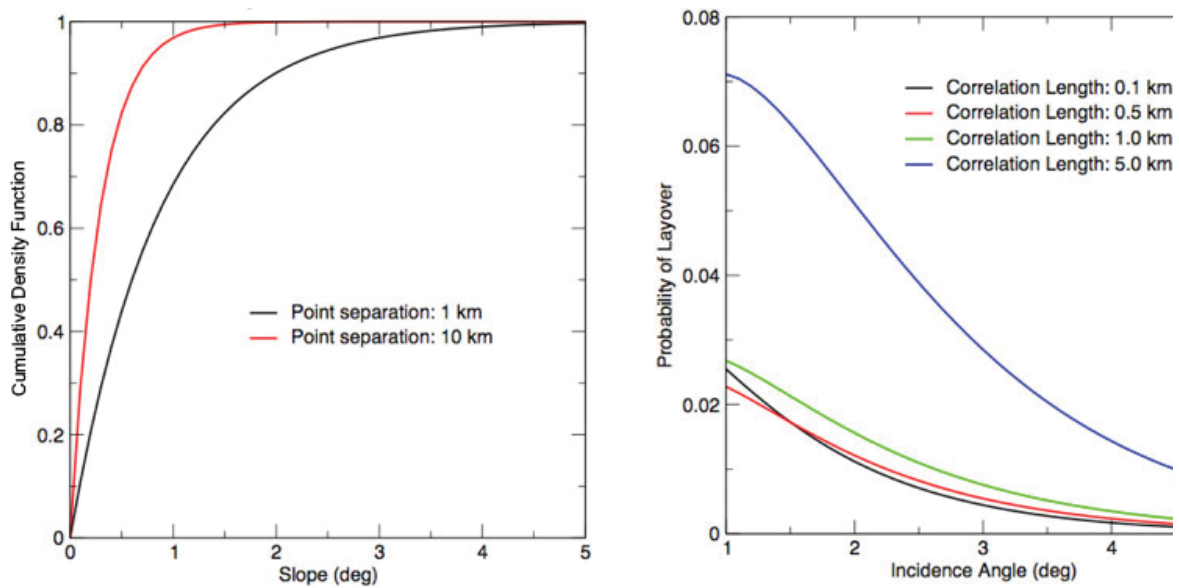 Cumulative Density Function
1
0.8
0.6
0.4
0.2
0
0
1
2
3
4
5
Slope (deg)
Point separation: 1 km
Point separation: 10 km
Probability of Layover
0.08
0.06
0.04
0.02
0
1
2
3
4
Incidence Angle (deg)
Correlation Length: 0.1 km
Correlation Length: 0.5 km
Correlation Length: 1.0 km
Correlation Length: 5.0 km